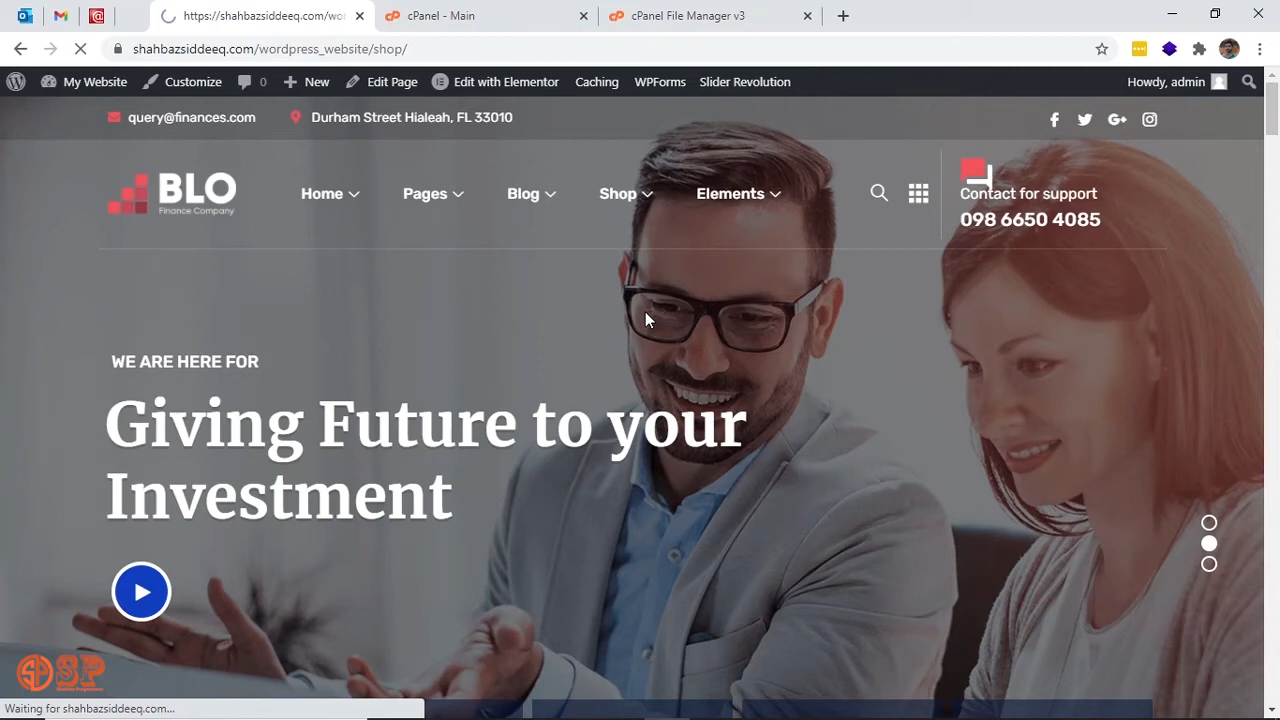 https://shahbazsiddeeq.com/wor
cPanel - Main
cPanel File Manager v3
shahbazsiddeeq.com/wordpress_website/shop/
My Website
Customize
0
New
Edit Page
Edit with Elementor
Caching
WPForms
Slider Revolution
Howdy, admin
query@finances.com
Durham Street Hialeah, FL 33010
BLO
Finance Company
Home
Pages
Blog
Shop
Elements
Contact for support
098 6650 4085
WE ARE HERE FOR
Giving Future to your
Investment
SP
Waiting for shahbazsiddeeq.com...